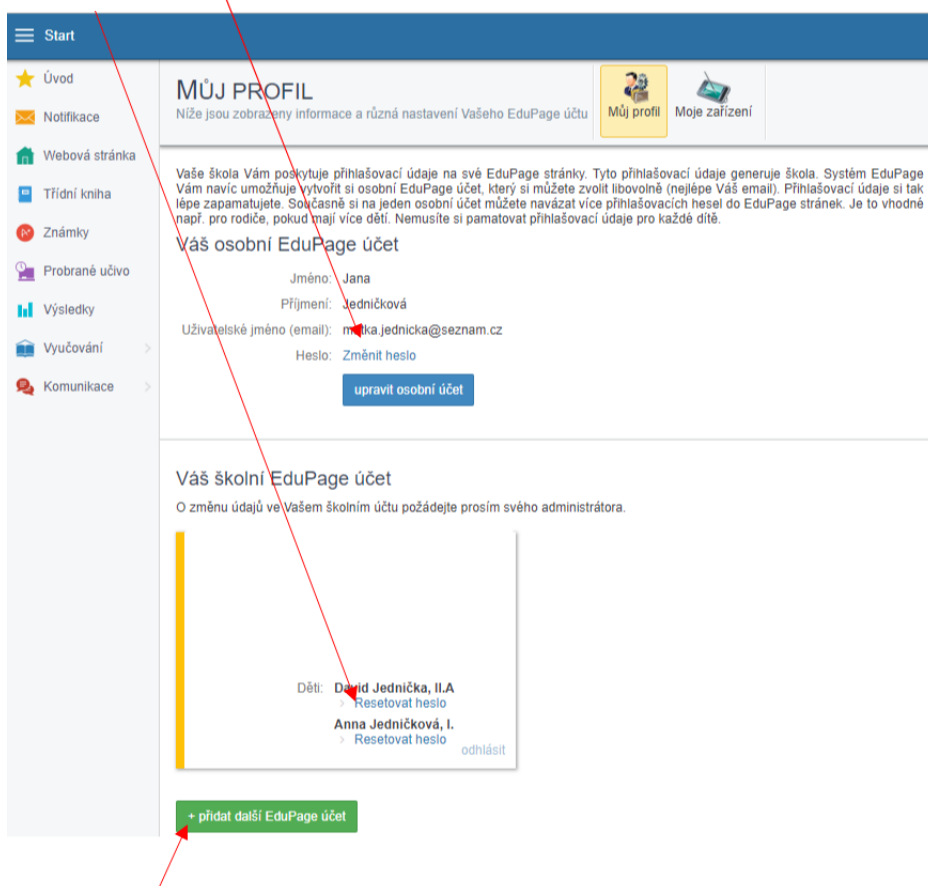 Start
Úvod
Notifikace
Webová stránka
Třídní kniha
Známky
Probrané učivo
Výsledky
Vyučování
Komunikace
MŮJ PROFIL
Níže jsou zobrazeny informace a různá nastavení Vašeho EduPage účtu
Můj profil
Moje zařízení
Vaše škola Vám poskytuje přihlašovací údaje na své EduPage stránky. Tyto přihlašovací údaje generuje škola. Systém EduPage
Vám navíc umožňuje vytvořit si osobní EduPage účet, který si můžete zvolit libovolně (nejlépe Váš email). Přihlašovací údaje si tak
lépe zapamatujete. Současně si na jeden osobní účet můžete navázat více přihlašovacích hesel do EduPage stránek. Je to vhodné
např. pro rodiče, pokud mají více dětí. Nemusíte si pamatovat přihlašovací údaje pro každé dítě.
Váš osobní EduPage účet
Jméno: Jana
Příjmení: Jedničková
Uživatelské jméno (email): matka.jednicka@seznam.cz
Heslo: Změnit heslo
upravit osobní účet
Váš školní EduPage účet
O změnu údajů ve Vašem školním účtu požádejte prosím svého administrátora.
Děti: David Jednička, II.A
> Resetovat heslo
Anna Jedničková, I.
> Resetovat heslo
odhlásit
+ přidat další EduPage účet